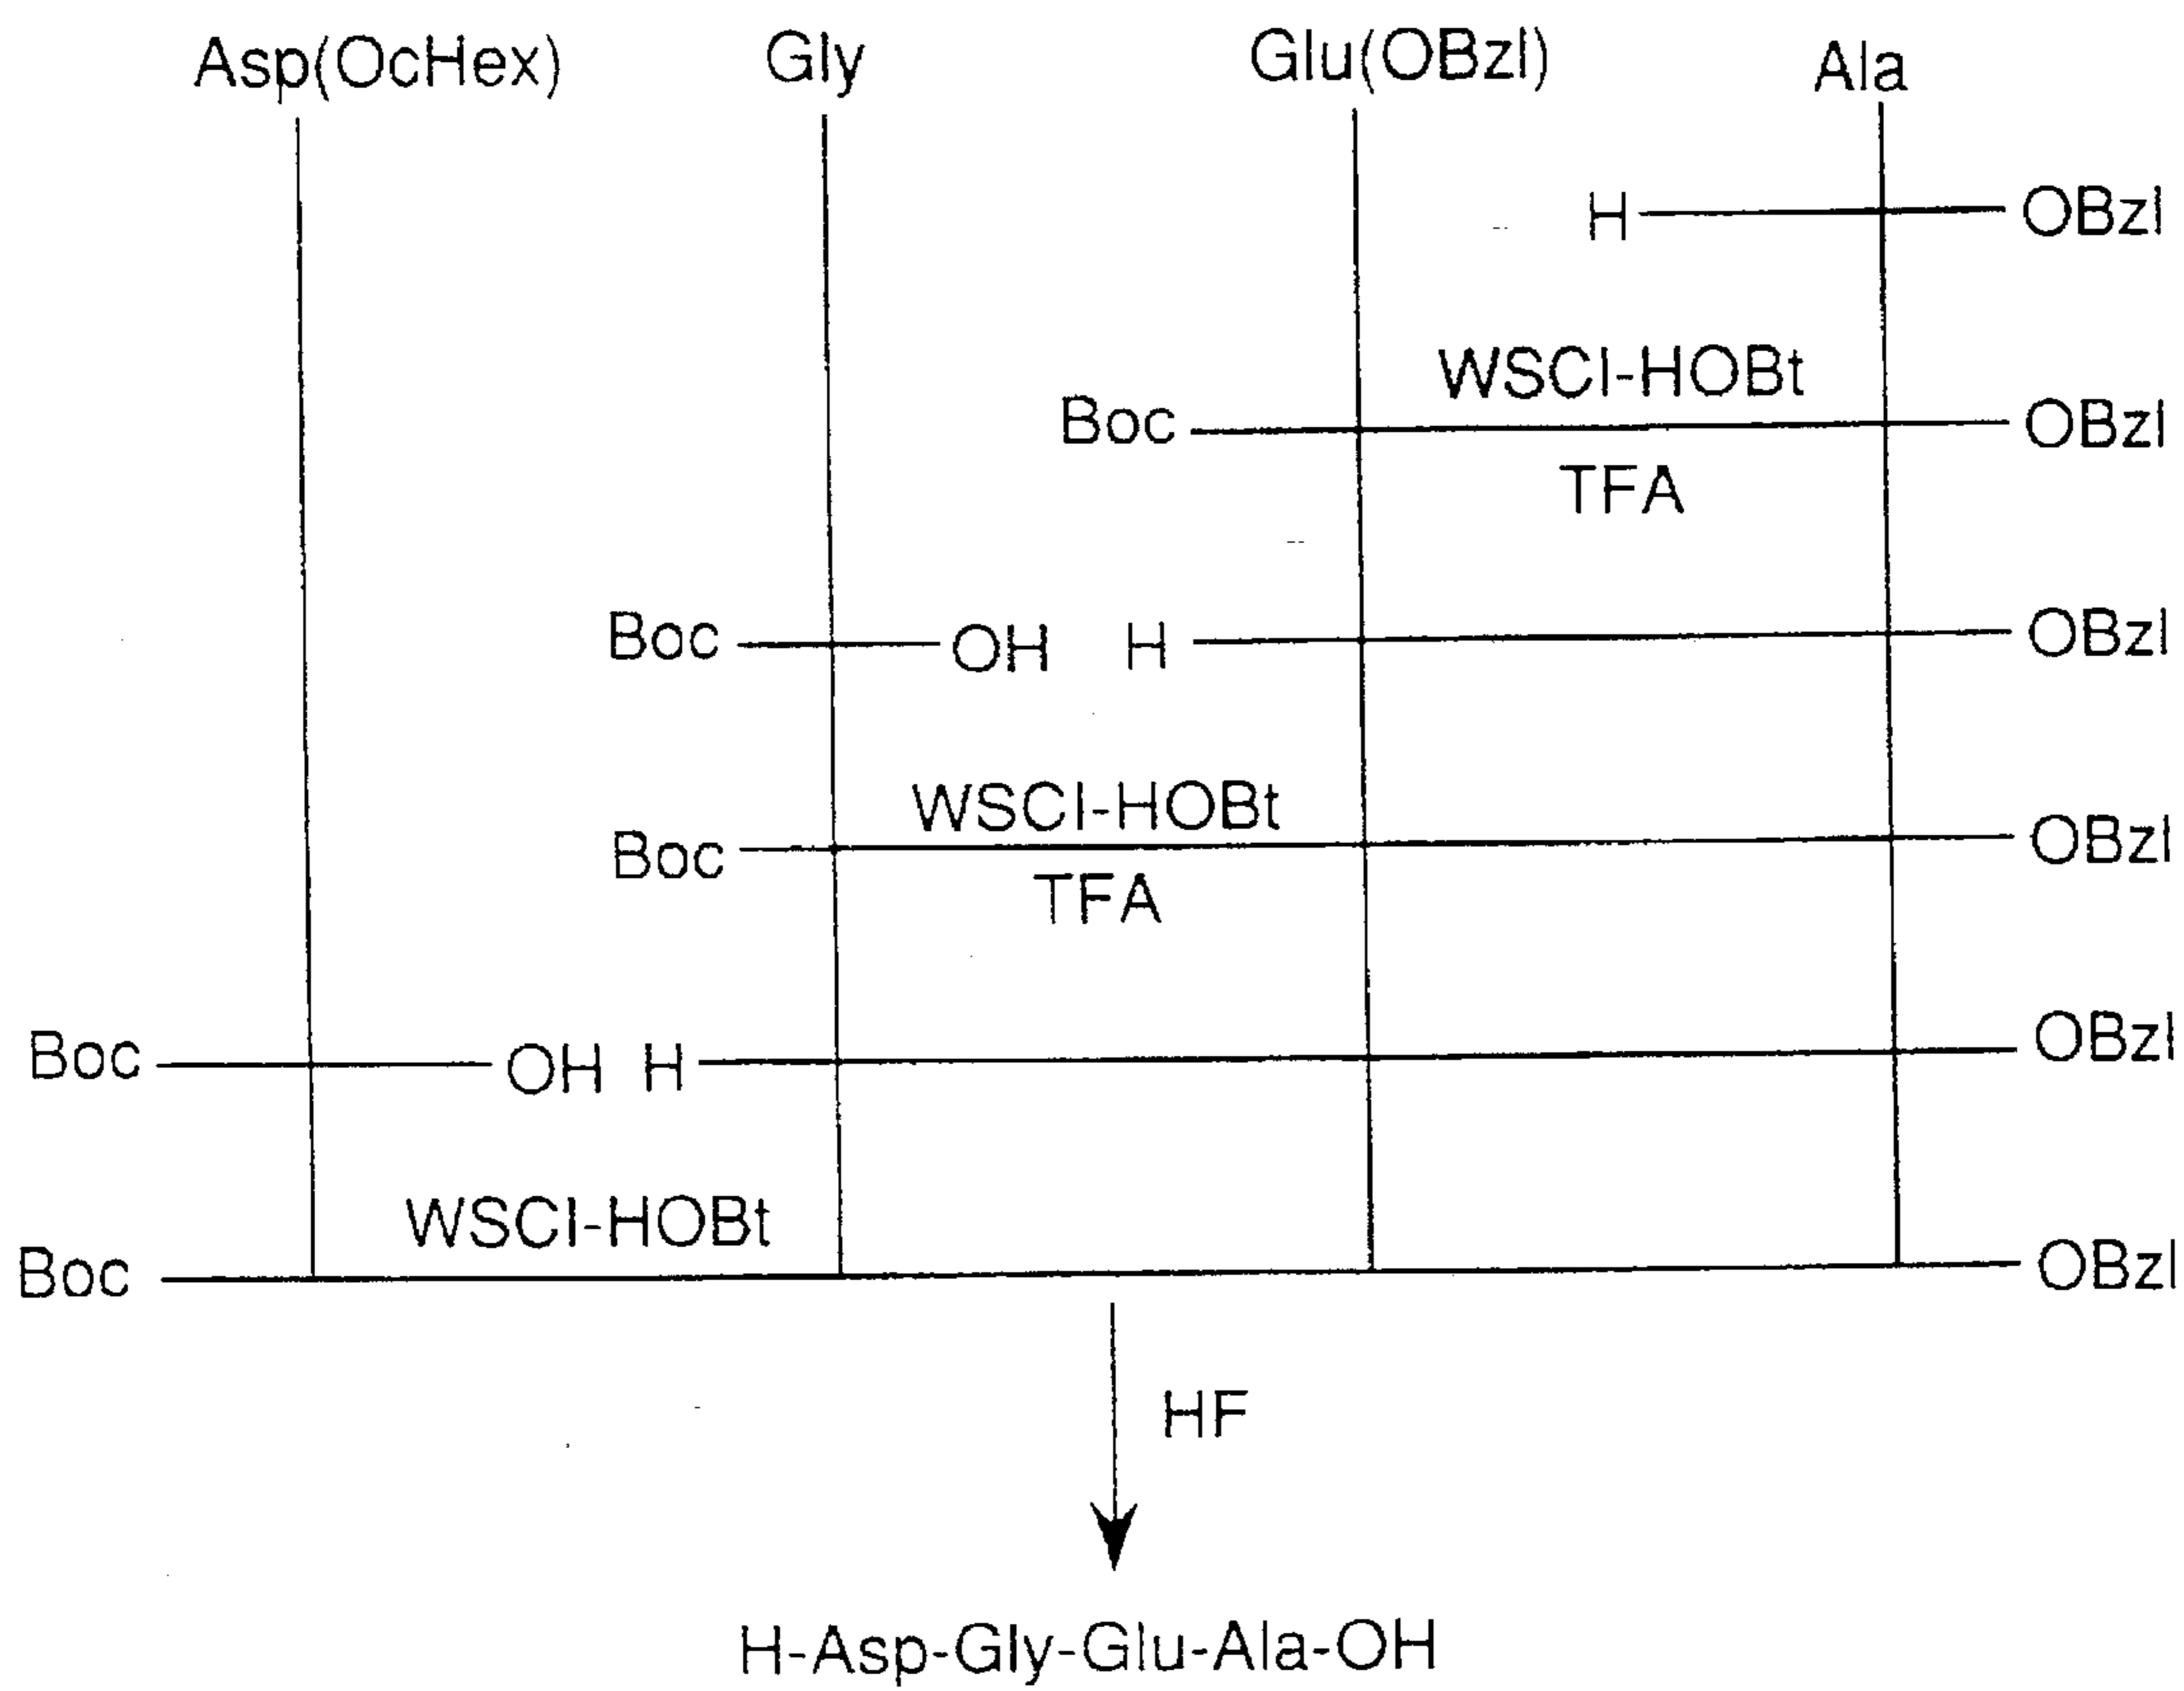 Asp(OcHex) Gly Glu(OBzl) Ala
H OBzl
WSCI-HOBt
Boc OBzl
TFA
Boc OH H OBzl
WSCI-HOBt
Boc OBzl
TFA
Boc OH H OBzl
WSCI-HOBt
Boc OBzl
HF
H-Asp-Gly-Glu-Ala-OH